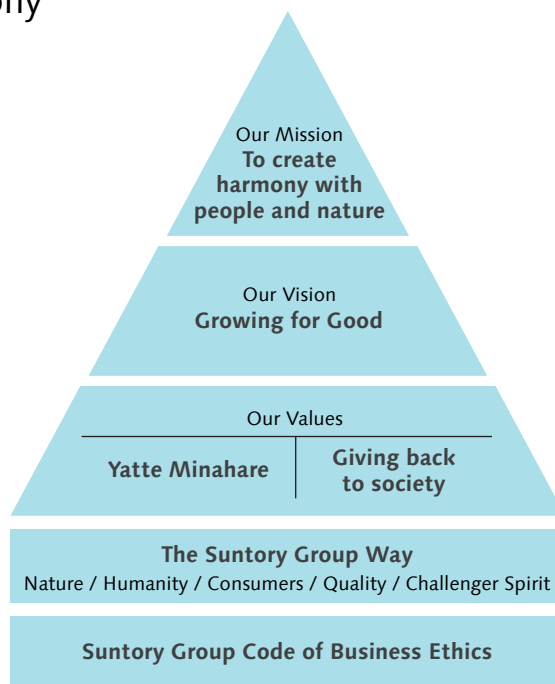 Our Mission
To create
harmony with
people and nature
Our Vision
Growing for Good
Our Values
Yatte Minahare
Giving back
to society
The Suntory Group Way
Nature / Humanity / Consumers / Quality / Challenger Spirit
Suntory Group Code of Business Ethics